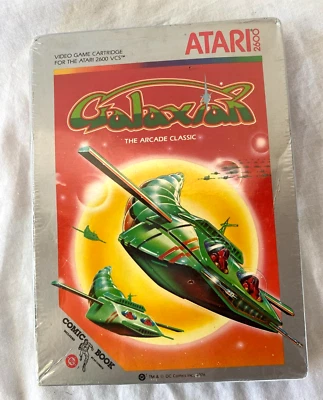 VIDEO GAME CARTRIDGE
FOR THE ATARI 2600 VCS™
ATARI 2600
Galaxian
THE ARCADE CLASSIC
COMIC BOOK